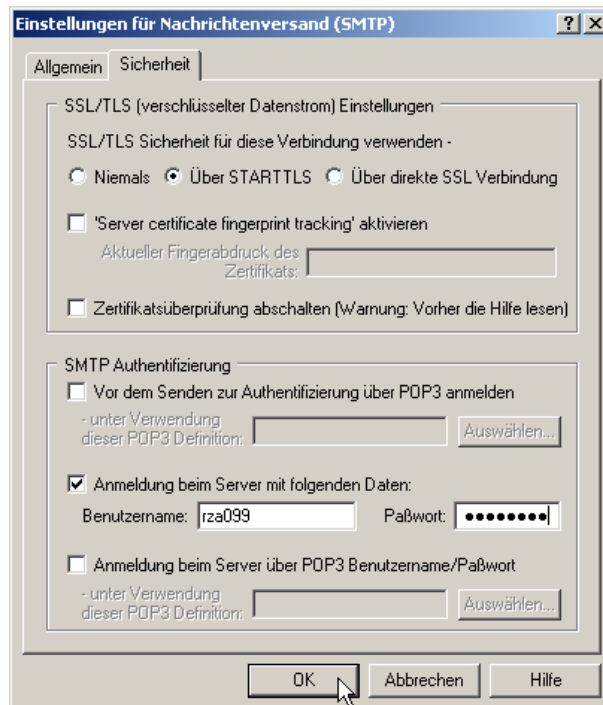 Einstellungen für Nachrichtenversand (SMTP)
Allgemein Sicherheit
SSL/TLS (verschlüsselter Datenstrom) Einstellungen
SSL/TLS Sicherheit für diese Verbindung verwenden -
Niemals Über STARTTLS Über direkte SSL Verbindung
'Server certificate fingerprint tracking' aktivieren
Aktueller Fingerabdruck des
Zertifikats:
Zertifikatsüberprüfung abschalten (Warnung: Vorher die Hilfe lesen)
SMTP Authentifizierung
Vor dem Senden zur Authentifizierung über POP3 anmelden
- unter Verwendung
dieser POP3 Definition: Auswählen...
Anmeldung beim Server mit folgenden Daten:
Benutzername: rza099 Paßwort: ●●●●●●●●
Anmeldung beim Server über POP3 Benutzername/Paßwort
- unter Verwendung
dieser POP3 Definition: Auswählen...
OK Abbrechen Hilfe